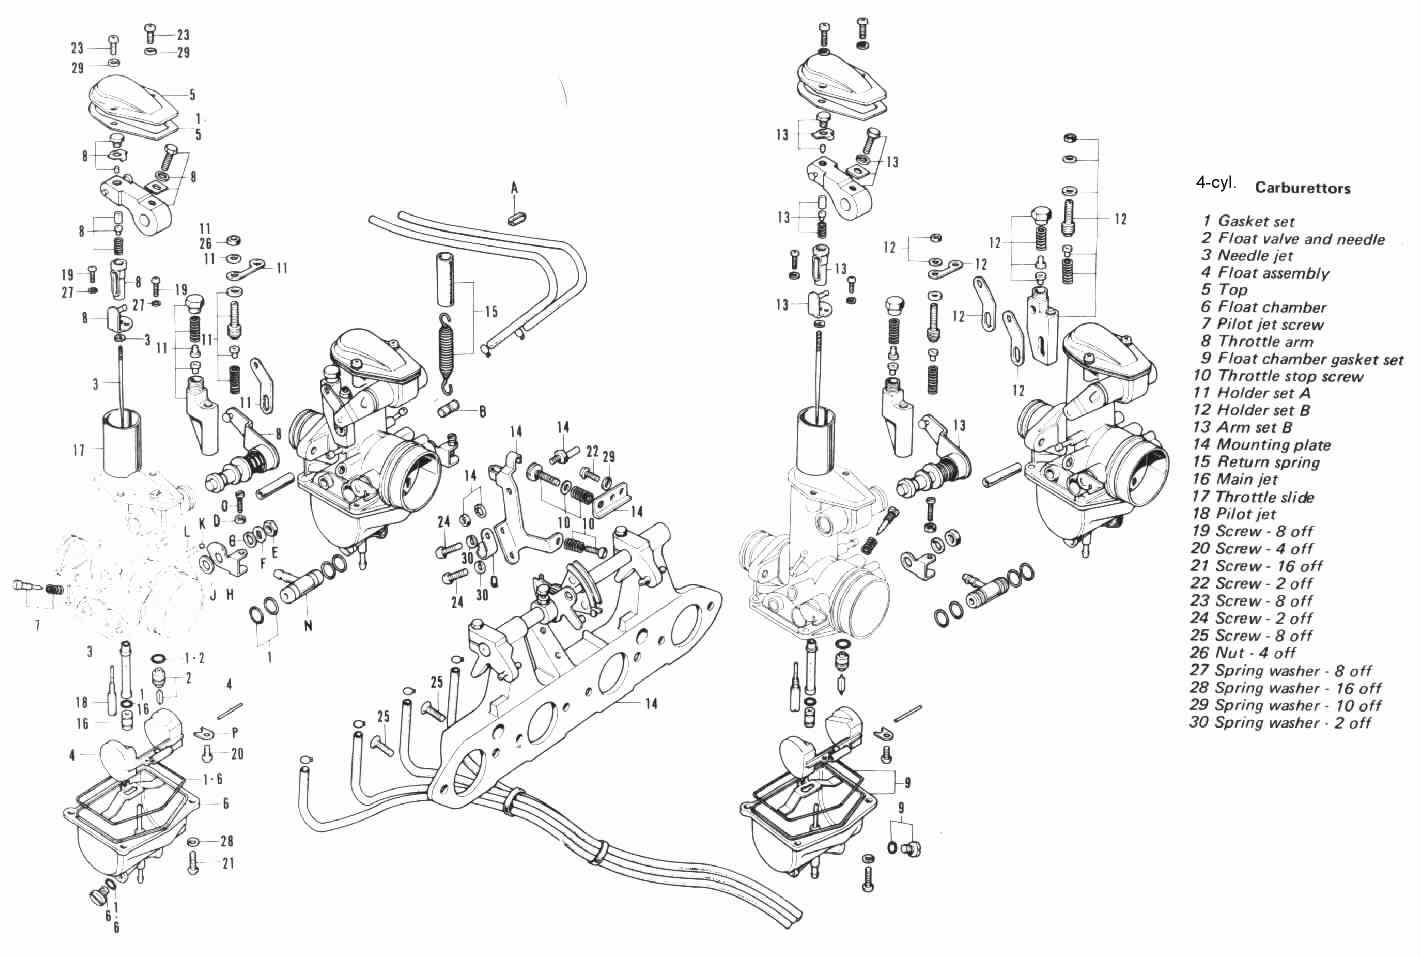 23
23
29
29
5
1
5
8
8
8
11
26
11
11
19
27
8
19
27
8
3
11
11
3
11
8
17
15
A
B
13
13
13
13
13
12
12
12
12
12
12
13
14
14
14
22
29
14
10
10
24
30
24
30
Q
O
D
K
L
G
E
F
J
H
N
7
1
3
1·2
2
18
1
16
16
4
P
20
4
1·6
6
28
21
1
6
·
6
25
25
14
9
9
4-cyl. Carburettors
1 Gasket set
2 Float valve and needle
3 Needle jet
4 Float assembly
5 Top
6 Float chamber
7 Pilot jet screw
8 Throttle arm
9 Float chamber gasket set
10 Throttle stop screw
11 Holder set A
12 Holder set B
13 Arm set B
14 Mounting plate
15 Return spring
16 Main jet
17 Throttle slide
18 Pilot jet
19 Screw - 8 off
20 Screw - 4 off
21 Screw - 16 off
22 Screw - 2 off
23 Screw - 8 off
24 Screw - 2 off
25 Screw - 8 off
26 Nut - 4 off
27 Spring washer - 8 off
28 Spring washer - 16 off
29 Spring washer - 10 off
30 Spring washer - 2 off